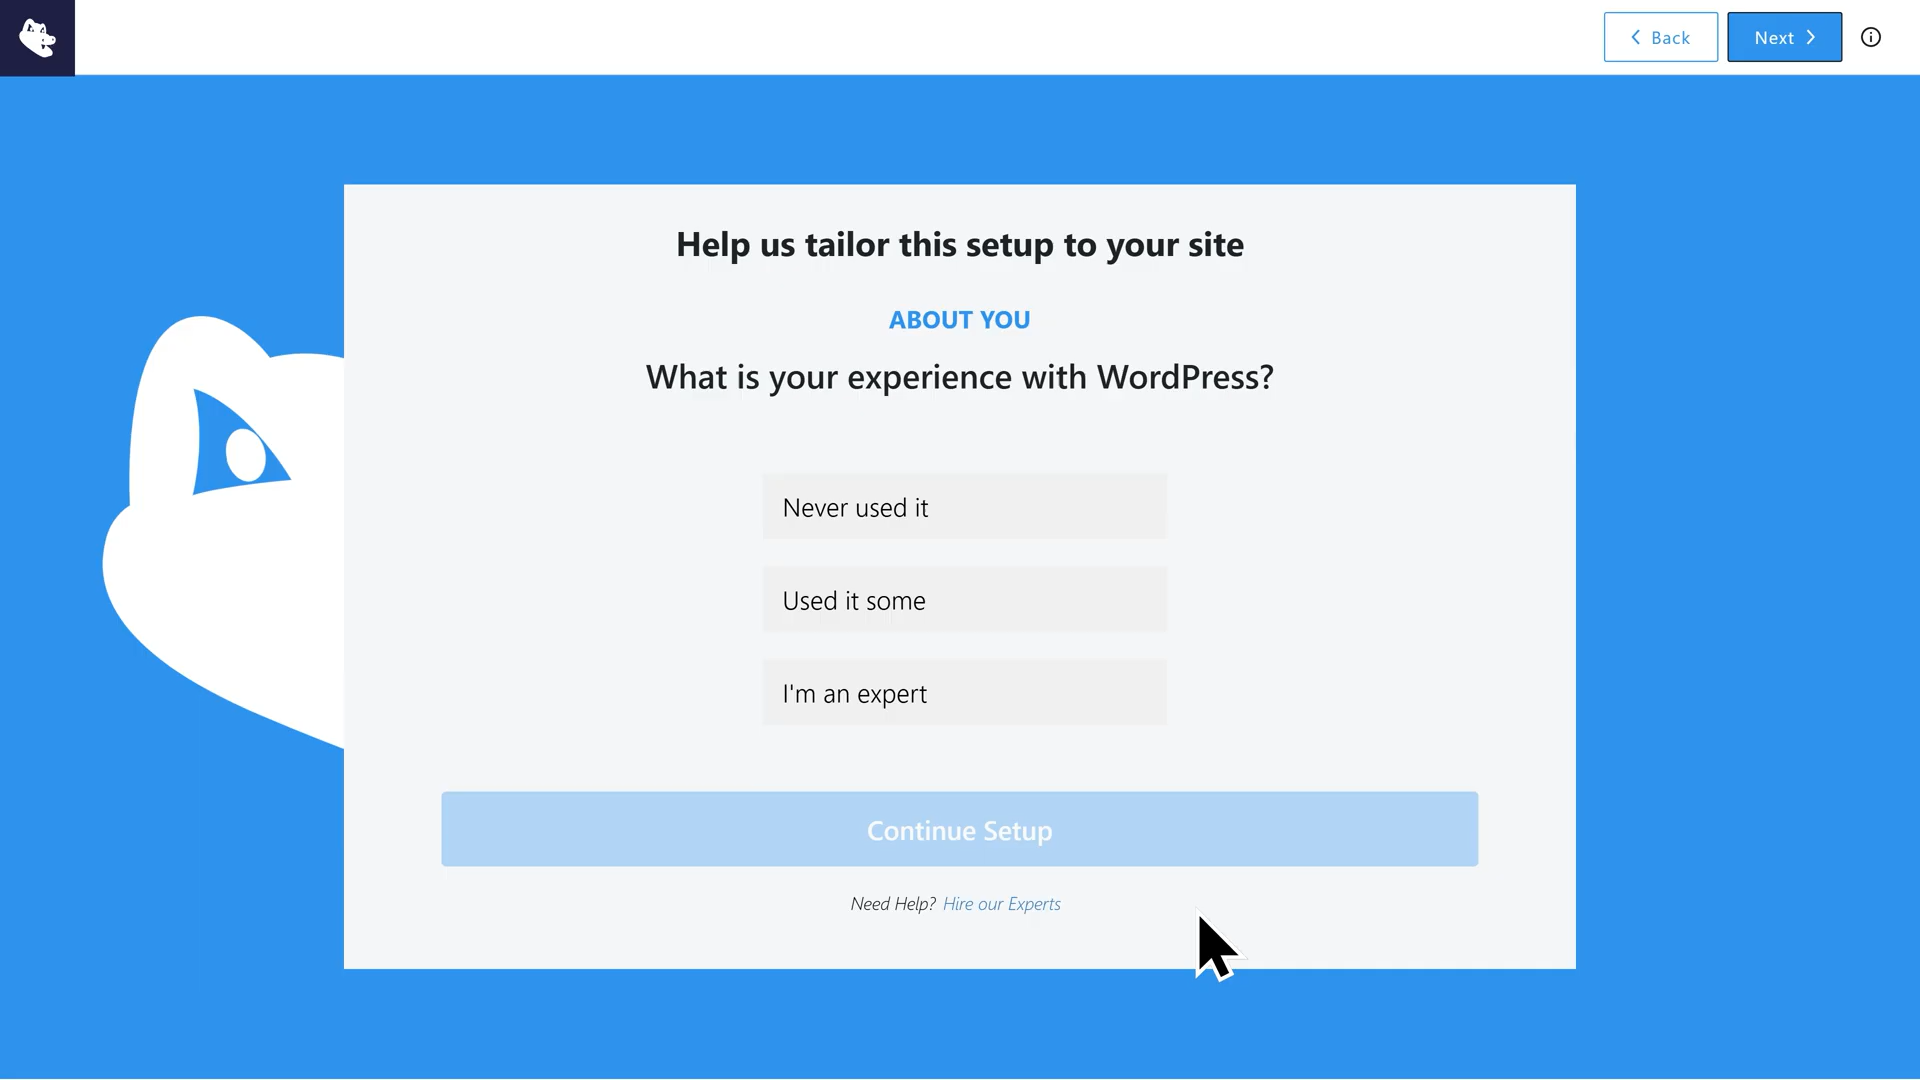 Back
Next
Help us tailor this setup to your site
ABOUT YOU
What is your experience with WordPress?
Never used it
Used it some
I'm an expert
Continue Setup
Need Help? Hire our Experts